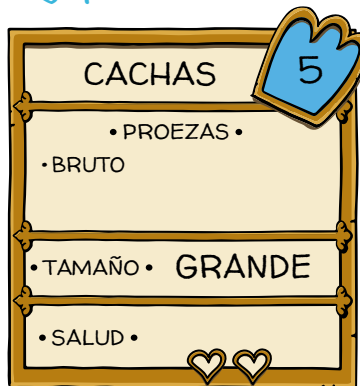 CACHAS 5
• PROEZAS •
• BRUTO
• TAMAÑO • GRANDE
• SALUD •